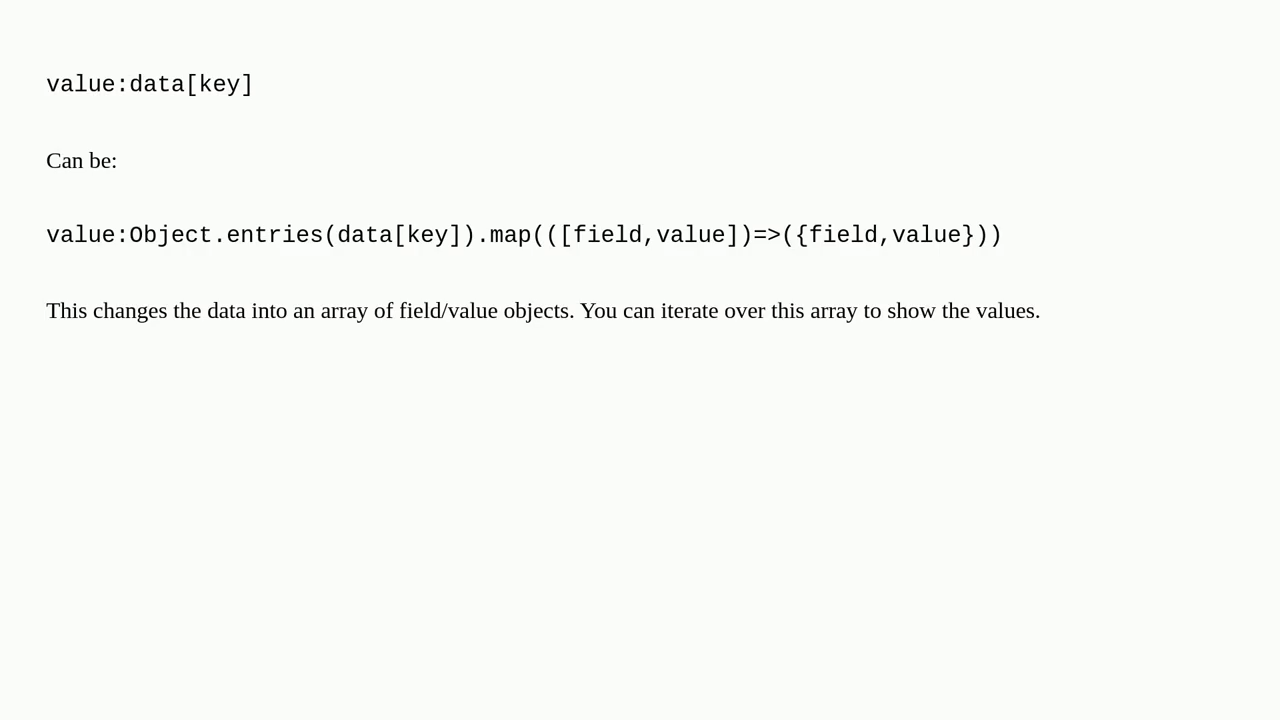 value:data[key]
Can be:
value:Object.entries(data[key]).map(([field,value])=>({field,value}))
This changes the data into an array of field/value objects. You can iterate over this array to show the values.